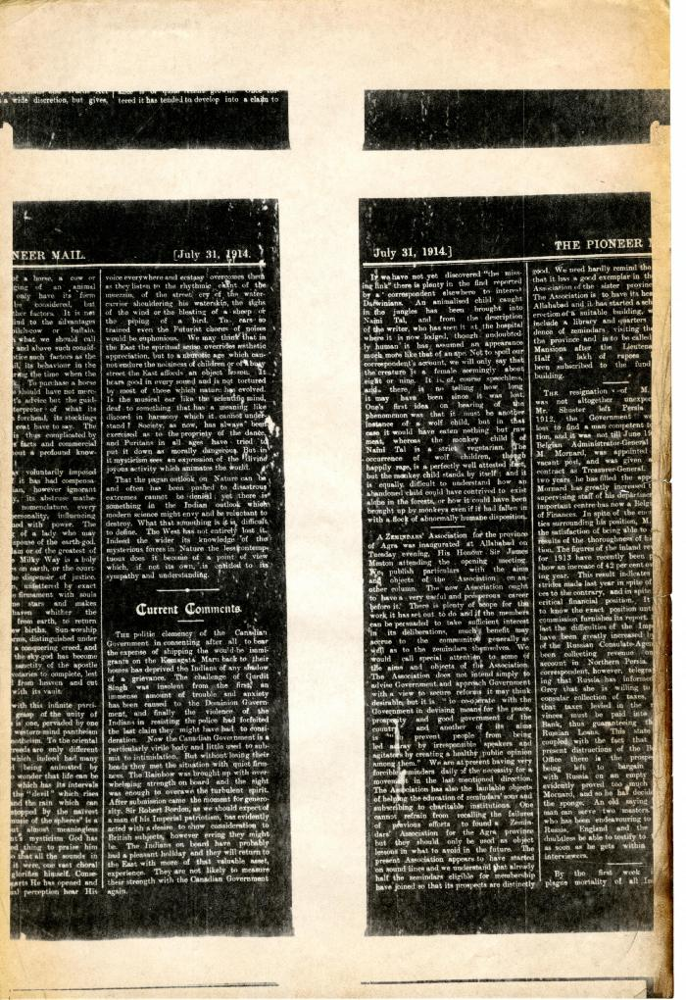 a wide discretion, but gives,
tered it has tended to develop into a claim to
NEER MAIL. [July 31, 1914.
of a horse, a cow or
ging of an animal
only have its form
be considered, but
ther factors. It is not
ind to the advantages
milch-cow or buffalo.
what we should call
and above such consid-
etice such factors as the
ll, its behaviour in the
ring the time when the
To purchase a horse
should have not mere-
t's advice but the guid-
terpreter of what its
forehead, its stockings
coat have to say. The
is thus complicated by
facts and commercial
out a profound know-
voluntarily imposed
it has had compensa-
ian, however ignorant
its abstract mathe-
nomenclature, every
ersonality, influencing
ned with power. The
e of a lady who may
spouse of the earth-god.
am or of the greatest of
Milky Way is a holy
s on earth, or the court-
dispenser of justice.
unfettered by exact
e firmament with souls
ne stars and makes
haven whither the
from earth, to return
w births. Sun-worship
rms, distinguished under
a conquering creed, and
he sky-god has become
sanctity of the apostle
votaries to complete, lest
from heaven and cut
with its vault.
with this infinite parti-
grasp of the unity of
is one, pervaded by one
western mind pantheism
antheism. To the oriental
reeds are only different
which indeed had many
being animated by
o wonder that life can be
which has its intervals
the "devil" which rises
and the rain which can
stopped by the naivest
music of the spheres" is a
ut almost meaningless
st's mysticism God has
ed thing to praise him
o that all the sounds in
it were, one vast choral
glorifies himself. Conse-
arts He has opened and
ual perception hear His
voice everywhere and ecstasy overcomes them
as they listen to the rhythmic chant of the
muezzin, of the street cry of the water-
carrier shouldering his waterskin, the sighs
of the wind or the bleating of a sheep or
the piping of a bird. To ears so
trained even the Futurist chorus of noises
would be euphonious. We may think that in
the East the spiritual sense overrides æsthetic
appreciation, but to a neurotic age which can-
not endure the noisiness of children or of a busy
street the East affords an object lesson. It
hears good in every sound and is not tortured
by most of those which nature has evolved.
Is the musical ear like the scientific mind,
deaf to something that has a meaning like
discord in harmony which it cannot under-
stand? Society, as now, has always been
exercised as to the propriety of the dance,
and Puritans in all ages have tried to
put it down as morally dangerous. But in
it mysticism sees an expression of the Divine
joyous activity which animates the world.
That the pagan outlook on Nature can be
and often has been pushed to disastrous
extremes cannot be denied; yet there is
something in the Indian outlook which
modern science might envy and be reluctant to
destroy. What that something is it is difficult
to define. The West has not entirely lost it.
Indeed the wider its knowledge of the
mysterious forces in Nature the less contemp-
tuous does it become of a point of view
which, if not its own, is entitled to its
sympathy and understanding.
Current Comments.
THE politic clemency of the Canadian
Government in consenting after all to bear
the expense of shipping the would-be immi-
grants on the Komagata Maru back to their
homes has deprived the Indians of any shadow
of a grievance. The challenge of Gurdit
Singh was insolent from the first, an
immense amount of trouble and anxiety
has been caused to the Dominion Govern-
ment, and finally the violence of the
Indians in resisting the police had forfeited
the last claim they might have had to consi-
deration. Now the Canadian Government is a
particularly virile body and little used to sub-
mit to intimidation. But without losing their
heads they met the situation with quiet firm-
ness. The Rainbow was brought up with over-
whelming strength on board and the sight
was enough to overawe the turbulent spirit.
After submission came the moment for genero-
sity. Sir Robert Borden, as we should expect of
a man of his Imperial patriotism, has evidently
acted with a desire to show consideration to
British subjects, however erring they might
be. The Indians on board have probably
had a pleasant holiday and they will return to
the East with more of that valuable asset,
experience. They are not likely to measure
their strength with the Canadian Government
again.
July 31, 1914.] THE PIONEER
IF we have not yet discovered "the miss-
ing link" there is plenty in the find reported
by a correspondent elsewhere to interest
Darwinians. An animalised child caught
in the jungles has been brought into
Naini Tal, and from the description
of the writer, who has seen it at the hospital
where it is now lodged, though undoubted-
ly human it has assumed an appearance
much more like that of an ape. Not to spoil our
correspondent's account, we will only say that
the creature is a female seemingly about
eight or nine. It is, of course, speechless,
and there is no telling how long
it may have been since it was lost.
One's first idea on hearing of the
phenomenon was that it must be another
instance of a wolf child, but in that
case it would have eaten nothing but raw
meat, whereas the monkey child of
Naini Tal is a strict vegetarian. The
occurrence of wolf children, though
happily rare, is a perfectly well attested fact,
but the monkey child stands by itself; and it
is equally difficult to understand how an
abandoned child could have contrived to exist
alone in the forests, or how it could have been
brought up by monkeys even if it had fallen in
with a flock of abnormally humane disposition.
A ZEMINDARS' Association for the province
of Agra was inaugurated at Allahabad on
Tuesday evening, His Honour Sir James
Meston attending the opening meeting.
We publish particulars with the aims
and objects of the Association on an-
other column. The new Association ought
to have a very useful and prosperous career
before it. There is plenty of scope for the
work it has set out to do and if the members
can be persuaded to take sufficient interest
in its deliberations, much benefit may
accrue to the community generally as
well as to the zemindars themselves. We
would call special attention to some of
the aims and objects of the Association.
The Association does not intend simply to
advise Government and approach Government
with a view to secure reforms it may think
desirable, but it is "to co-operate with the
Government in devising means for the peace,
prosperity and good government of the
country" and another of its aims
is "to prevent people from being
led astray by irresponsible speakers and
agitators by creating a healthy public opinion
among them." We are at present having very
forcible reminders daily of the necessity for a
movement in the last mentioned direction.
The Association has also the laudable objects
of helping the education of zemindars' sons and
subscribing to charitable institutions. One
cannot refrain from recalling the failures
of previous efforts to found a Zemin-
dars' Association for the Agra province
but they should only be used as object
lessons in what to avoid in the future. The
present Association appears to have started
on sound lines and we understand that already
half the zemindars eligible for membership
have joined so that its prospects are distinctly
good. We need hardly remind the
that it has a good exemplar in the
Association of the sister province
The Association is to have its hea
Allahabad and it has started a sch
erection of a suitable building, w
include a library and quarters
dence of zemindars, visiting th
the province and is to be called
Mansions after the Lieutena
Half a lakh of rupees
been subscribed to the fund
building.
THE resignation of M.
was not altogether unexpec
Mr. Shuster left Persia
1912, the Government w
loss to find a man competent t
tion, and it was not till June 19
Belgian Administrator-General
M. Mornard, was appointed
vacant post, and was given
contract as Treasurer-General.
two years he has filled the appoi
Mornard has greatly increased t
supervising staff of his departmen
important centre has now a Belgi
of Finances. In spite of the eno
ties surrounding his position, M.
the satisfaction of being able to
results of the thoroughness of hi
tion. The figures of the inland rev
for 1913 have recently been p
show an increase of 42 per cent ov
ing year. This result indicates
strides made last year in spite of
ces to the contrary, and in spite
critical financial position. It
to know the exact position unti
commission furnishes its report.
last the difficulties of the Imp
have been greatly increased b
of the Russian Consulate-Agen
been collecting revenue on
account in Northern Persia.
correspondent, however, telegra
ing that Russia has informe
Grey that she is willing to
consular collection of taxes,
that taxes levied in the
vinces must be paid into
Bank, thus guaranteeing th
Russian Loans. This state
coupled with the fact that
present distractions of the B
Office there is the prospe
being left to bargain
with Russia on an empty
evidently proved too much
Mornard, and so he has decid
the sponge. An old saying
man can serve two masters,
who has been endeavouring to
Russia, England and the
doubtless be able to testify to
as soon as he gets within
interviewers.
By the first week
plague mortality of all In